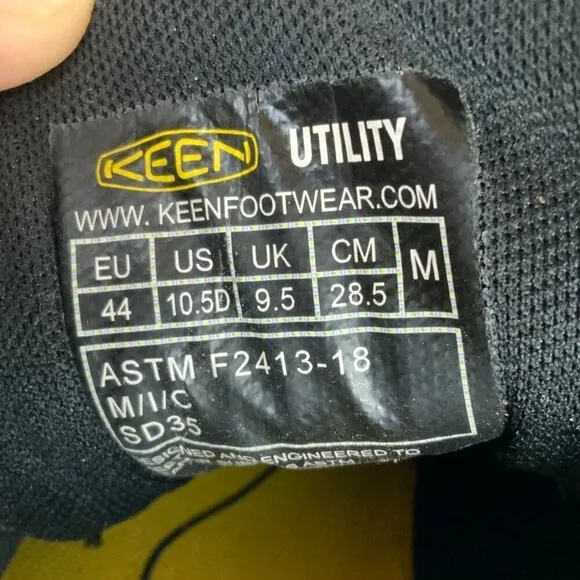 KEEN UTILITY
WWW. KEENFOOTWEAR.COM
EU US UK CM M
44 10.5D 9.5 28.5
ASTM F2413-18
M/I/C
SD35
AND ENGINEERED TO
ASTM